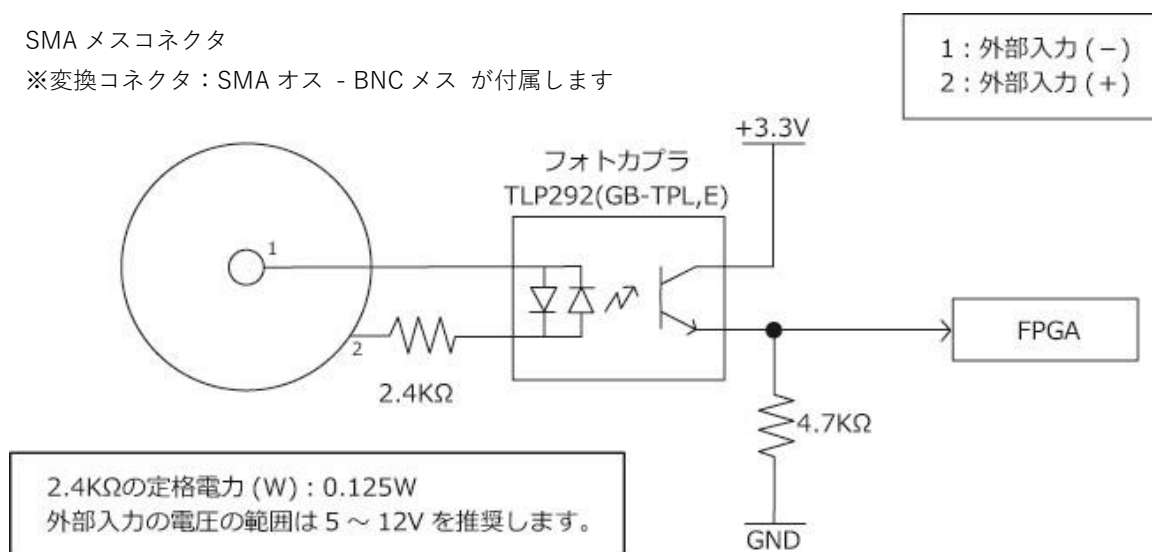 SMA メスコネクタ
※変換コネクタ：SMA オス - BNC メス が付属します
1：外部入力 (－)
2：外部入力 (＋)
+3.3V
フォトカプラ
TLP292(GB-TPL,E)
1
2
2.4KΩ
FPGA
4.7KΩ
GND
2.4KΩの定格電力 (W)：0.125W
外部入力の電圧の範囲は 5 ～ 12V を推奨します。